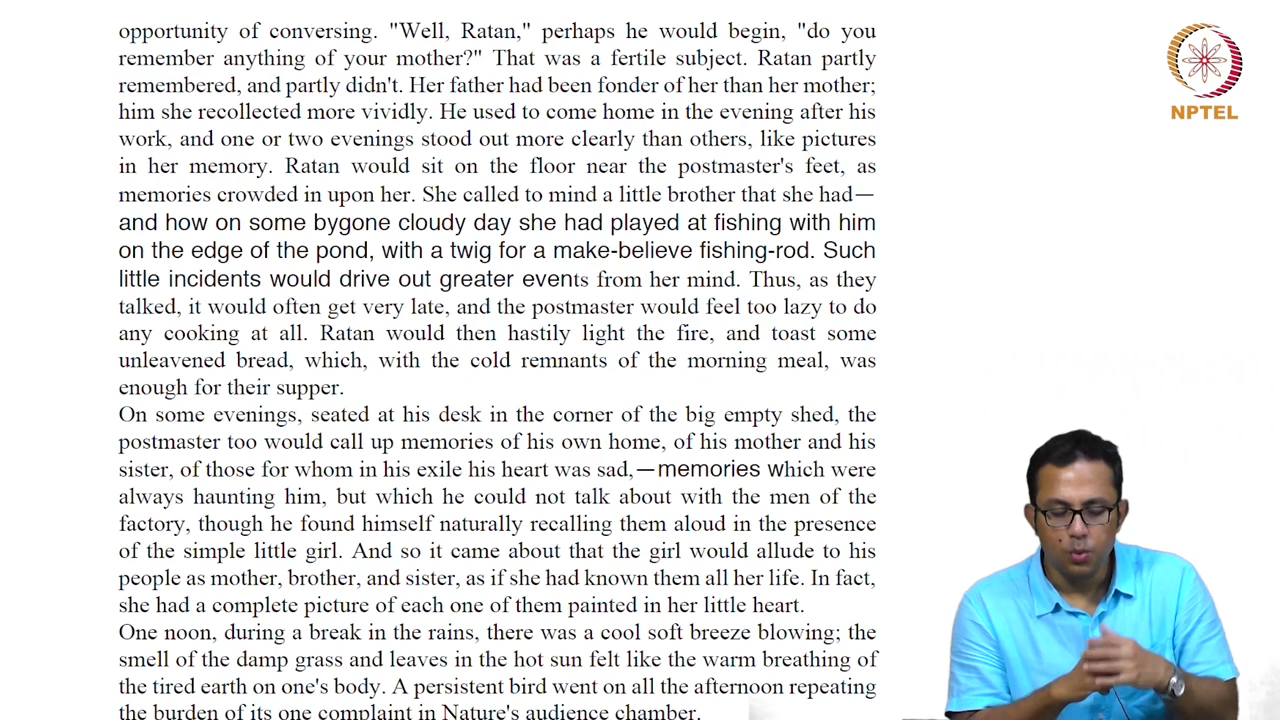 opportunity of conversing. "Well, Ratan," perhaps he would begin, "do you
remember anything of your mother?" That was a fertile subject. Ratan partly
remembered, and partly didn't. Her father had been fonder of her than her mother;
him she recollected more vividly. He used to come home in the evening after his
work, and one or two evenings stood out more clearly than others, like pictures
in her memory. Ratan would sit on the floor near the postmaster's feet, as
memories crowded in upon her. She called to mind a little brother that she had—
and how on some bygone cloudy day she had played at fishing with him
on the edge of the pond, with a twig for a make-believe fishing-rod. Such
little incidents would drive out greater events from her mind. Thus, as they
talked, it would often get very late, and the postmaster would feel too lazy to do
any cooking at all. Ratan would then hastily light the fire, and toast some
unleavened bread, which, with the cold remnants of the morning meal, was
enough for their supper.
On some evenings, seated at his desk in the corner of the big empty shed, the
postmaster too would call up memories of his own home, of his mother and his
sister, of those for whom in his exile his heart was sad,—memories which were
always haunting him, but which he could not talk about with the men of the
factory, though he found himself naturally recalling them aloud in the presence
of the simple little girl. And so it came about that the girl would allude to his
people as mother, brother, and sister, as if she had known them all her life. In fact,
she had a complete picture of each one of them painted in her little heart.
One noon, during a break in the rains, there was a cool soft breeze blowing; the
smell of the damp grass and leaves in the hot sun felt like the warm breathing of
the tired earth on one's body. A persistent bird went on all the afternoon repeating
the burden of its one complaint in Nature's audience chamber.
NPTEL